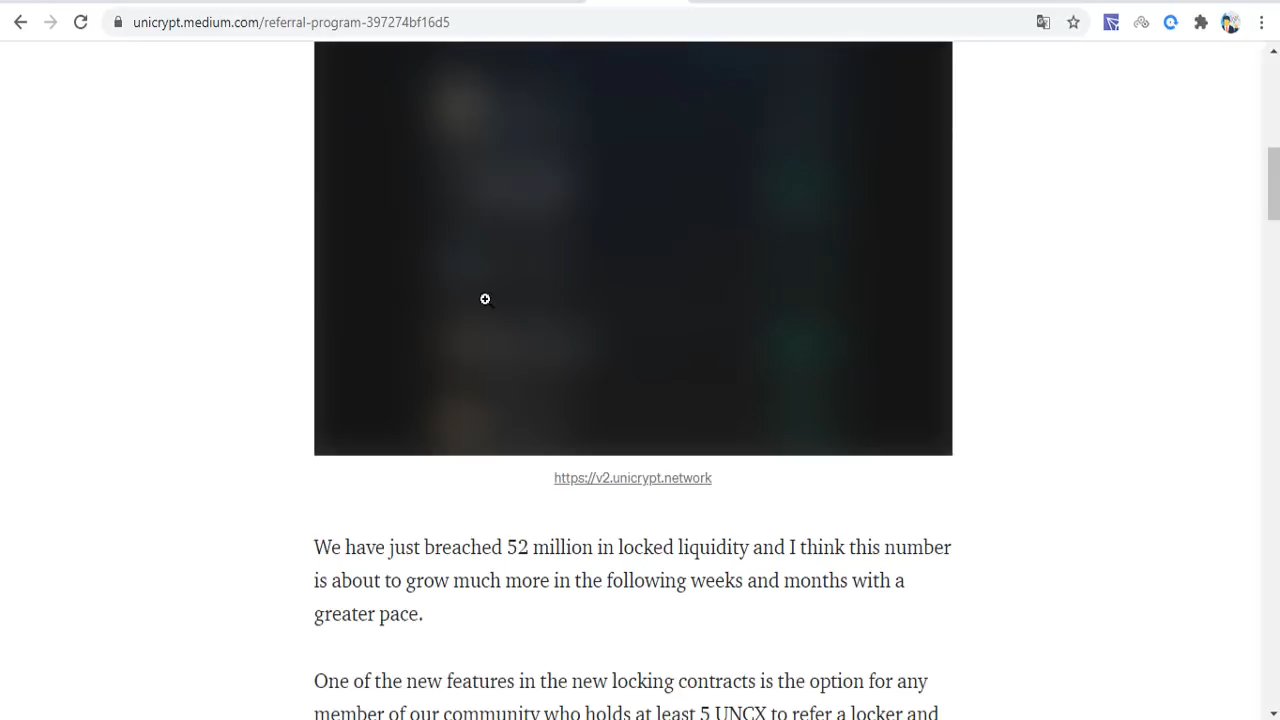 unicrypt.medium.com/referral-program-397274bf16d5
https://v2.unicrypt.network
We have just breached 52 million in locked liquidity and I think this number
is about to grow much more in the following weeks and months with a
greater pace.
One of the new features in the new locking contracts is the option for any
member of our community who holds at least 5 UNCX to refer a locker and